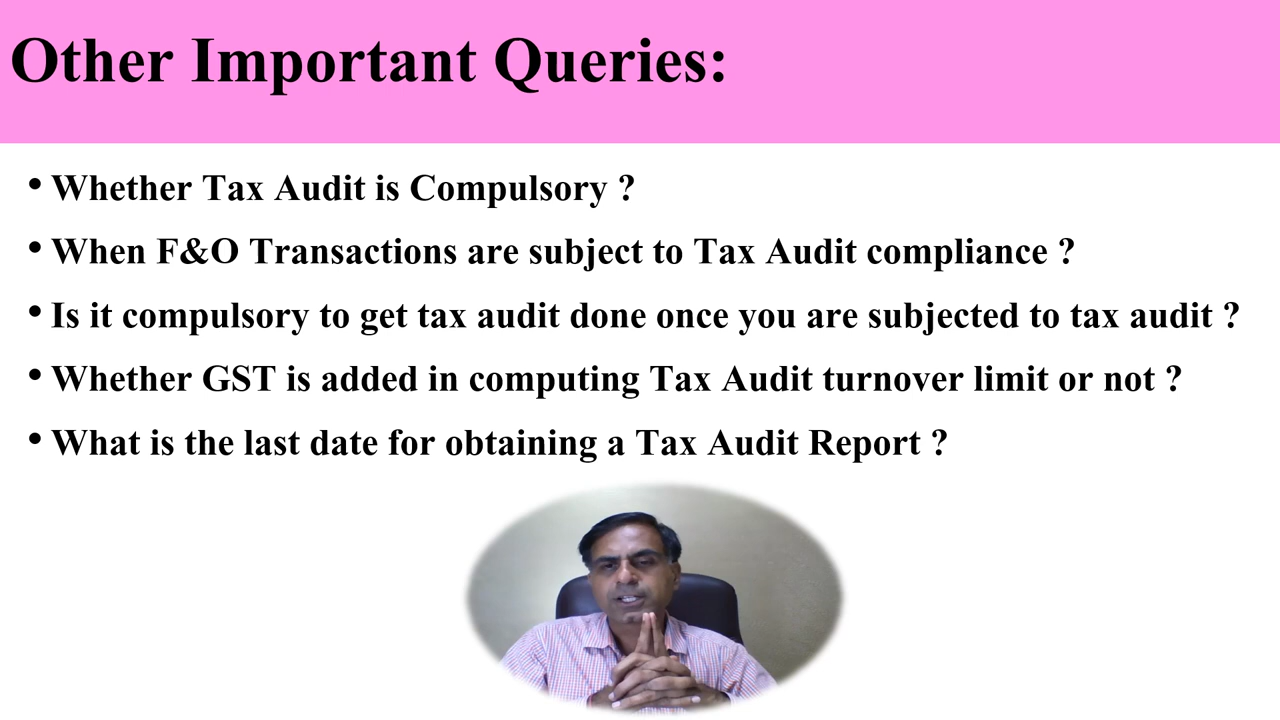 Other Important Queries:
• Whether Tax Audit is Compulsory ?
• When F&O Transactions are subject to Tax Audit compliance ?
• Is it compulsory to get tax audit done once you are subjected to tax audit ?
• Whether GST is added in computing Tax Audit turnover limit or not ?
• What is the last date for obtaining a Tax Audit Report ?